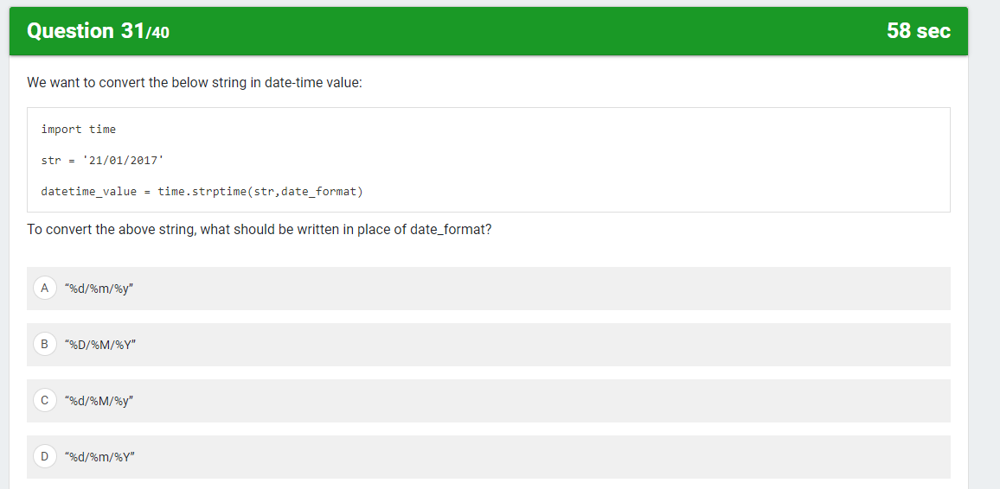 Question 31/40
58 sec
We want to convert the below string in date-time value:
import time
str = '21/01/2017'
datetime_value = time.strptime(str,date_format)
To convert the above string, what should be written in place of date_format?
A “%d/%m/%y”
B “%D/%M/%Y”
C “%d/%M/%y”
D “%d/%m/%Y”